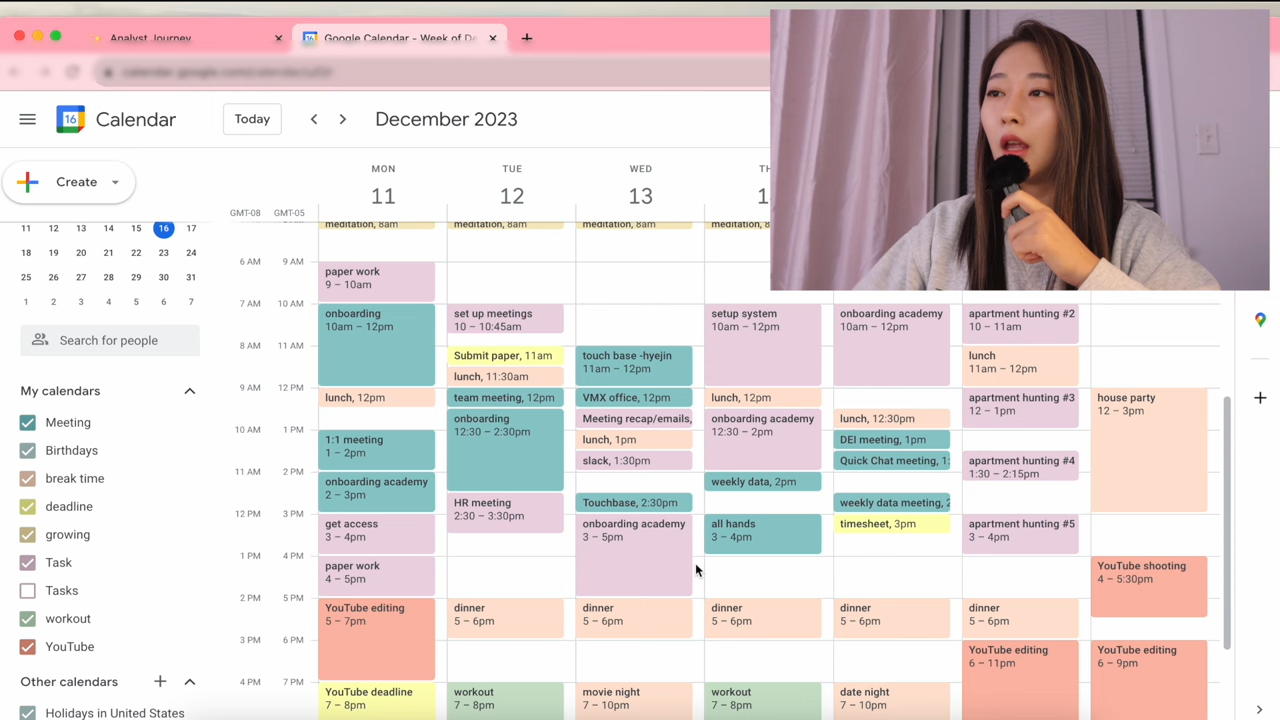 Analyst Journey
Google Calendar - Week of De
calendar.google.com/calendar/u/0/r
16
Calendar
Today
December 2023
Create
MON
TUE
WED
TH
11
12
13
1
GMT-08
GMT-05
11 12 13 14 15 16 17
18 19 20 21 22 23 24
25 26 27 28 29 30 31
1 2 3 4 5 6 7
Search for people
My calendars
Meeting
Birthdays
break time
deadline
growing
Task
Tasks
workout
YouTube
Other calendars
Holidays in United States
6 AM 9 AM
7 AM 10 AM
8 AM 11 AM
9 AM 12 PM
10 AM 1 PM
11 AM 2 PM
12 PM 3 PM
1 PM 4 PM
2 PM 5 PM
3 PM 6 PM
4 PM 7 PM
meditation, 8am
paper work
9 – 10am
onboarding
10am – 12pm
lunch, 12pm
1:1 meeting
1 – 2pm
onboarding academy
2 – 3pm
get access
3 – 4pm
paper work
4 – 5pm
YouTube editing
5 – 7pm
YouTube deadline
7 – 8pm
meditation, 8am
set up meetings
10 – 10:45am
Submit paper, 11am
lunch, 11:30am
team meeting, 12pm
onboarding
12:30 – 2:30pm
HR meeting
2:30 – 3:30pm
dinner
5 – 6pm
workout
7 – 8pm
meditation, 8am
touch base -hyejin
11am – 12pm
VMX office, 12pm
Meeting recap/emails,
lunch, 1pm
slack, 1:30pm
Touchbase, 2:30pm
onboarding academy
3 – 5pm
dinner
5 – 6pm
movie night
7 – 10pm
meditation, 8a
setup system
10am – 12pm
lunch, 12pm
onboarding academy
12:30 – 2pm
weekly data, 2pm
all hands
3 – 4pm
dinner
5 – 6pm
workout
7 – 8pm
onboarding academy
10am – 12pm
lunch, 12:30pm
DEI meeting, 1pm
Quick Chat meeting, 1:
weekly data meeting, 2
timesheet, 3pm
dinner
5 – 6pm
date night
7 – 10pm
apartment hunting #2
10 – 11am
lunch
11am – 12pm
apartment hunting #3
12 – 1pm
apartment hunting #4
1:30 – 2:15pm
apartment hunting #5
3 – 4pm
dinner
5 – 6pm
YouTube editing
6 – 11pm
house party
12 – 3pm
YouTube shooting
4 – 5:30pm
YouTube editing
6 – 9pm